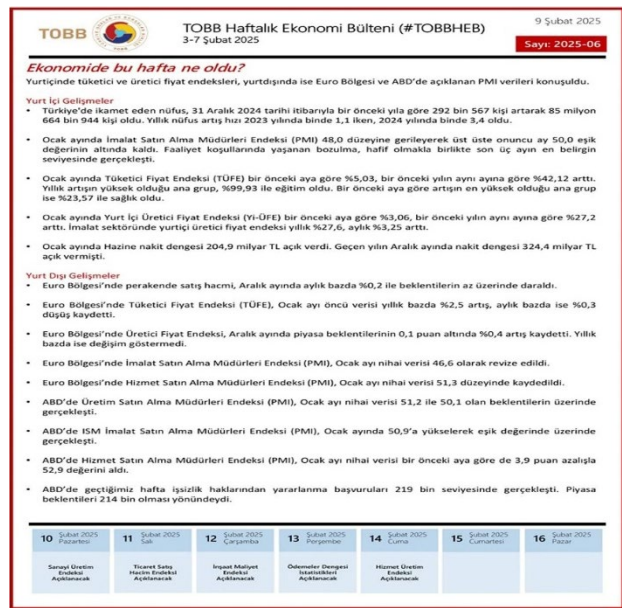 TOBB
TOBB Haftalık Ekonomi Bülteni (#TOBBHEB)
3-7 Şubat 2025
9 Şubat 2025
Sayı: 2025-06
Ekonomide bu hafta ne oldu?
Yurtiçinde tüketici ve üretici fiyat endeksleri, yurtdışında ise Euro Bölgesi ve ABD'de açıklanan PMI verileri konuşuldu.
Yurt İçi Gelişmeler
• Türkiye'de ikamet eden nüfus, 31 Aralık 2024 tarihi itibarıyla bir önceki yıla göre 292 bin 567 kişi artarak 85 milyon
664 bin 944 kişi oldu. Yıllık nüfus artış hızı 2023 yılında binde 1,1 iken, 2024 yılında binde 3,4 oldu.
• Ocak ayında İmalat Satın Alma Müdürleri Endeksi (PMI) 48,0 düzeyine gerileyerek üst üste onuncu ay 50,0 eşik
değerinin altında kaldı. Faaliyet koşullarında yaşanan bozulma, hafif olmakla birlikte son üç ayın en belirgin
seviyesinde gerçekleşti.
• Ocak ayında Tüketici Fiyat Endeksi (TÜFE) bir önceki aya göre %5,03, bir önceki yılın aynı ayına göre %42,12 arttı.
Yıllık artışın yüksek olduğu ana grup, %99,93 ile eğitim oldu. Bir önceki aya göre artışın en yüksek olduğu ana grup
ise %23,57 ile sağlık oldu.
• Ocak ayında Yurt İçi Üretici Fiyat Endeksi (Yi-ÜFE) bir önceki aya göre %3,06, bir önceki yılın aynı ayına göre %27,2
arttı. İmalat sektöründe yurtiçi üretici fiyat endeksi yıllık %27,6, aylık %3,25 arttı.
• Ocak ayında Hazine nakit dengesi 204,9 milyar TL açık verdi. Geçen yılın Aralık ayında nakit dengesi 324,4 milyar TL
açık vermişti.
Yurt Dışı Gelişmeler
• Euro Bölgesi'nde perakende satış hacmi, Aralık ayında aylık bazda %0,2 ile beklentilerin az üzerinde daraldı.
• Euro Bölgesi'nde Tüketici Fiyat Endeksi (TÜFE), Ocak ayı öncü verisi yıllık bazda %2,5 artış, aylık bazda ise %0,3
düşüş kaydetti.
• Euro Bölgesi'nde Üretici Fiyat Endeksi, Aralık ayında piyasa beklentilerinin 0,1 puan altında %0,4 artış kaydetti. Yıllık
bazda ise değişim göstermedi.
• Euro Bölgesi'nde İmalat Satın Alma Müdürleri Endeksi (PMI), Ocak ayı nihai verisi 46,6 olarak revize edildi.
• Euro Bölgesi'nde Hizmet Satın Alma Müdürleri Endeksi (PMI), Ocak ayı nihai verisi 51,3 düzeyinde kaydedildi.
• ABD'de Üretim Satın Alma Müdürleri Endeksi (PMI), Ocak ayı nihai verisi 51,2 ile 50,1 olan beklentilerin üzerinde
gerçekleşti.
• ABD'de ISM İmalat Satın Alma Müdürleri Endeksi (PMI), Ocak ayında 50,9'a yükselerek eşik değerinde üzerinde
gerçekleşti.
• ABD'de Hizmet Satın Alma Müdürleri Endeksi (PMI), Ocak ayı nihai verisi bir önceki aya göre de 3,9 puan azalışla
52,9 değerini aldı.
• ABD'de geçtiğimiz hafta işsizlik haklarından yararlanma başvuruları 219 bin seviyesinde gerçekleşti. Piyasa
beklentileri 214 bin olması yönündeydi.
10 Şubat 2025 Pazartesi
11 Şubat 2025 Salı
12 Şubat 2025 Çarşamba
13 Şubat 2025 Perşembe
14 Şubat 2025 Cuma
15 Şubat 2025 Cumartesi
16 Şubat 2025 Pazar
Sanayi Üretim Endeksi Açıklanacak
Ticaret Satış Hacim Endeksi Açıklanacak
İnşaat Maliyet Endeksi Açıklanacak
Ödemeler Dengesi İstatistikleri Açıklanacak
Hizmet Üretim Endeksi Açıklanacak